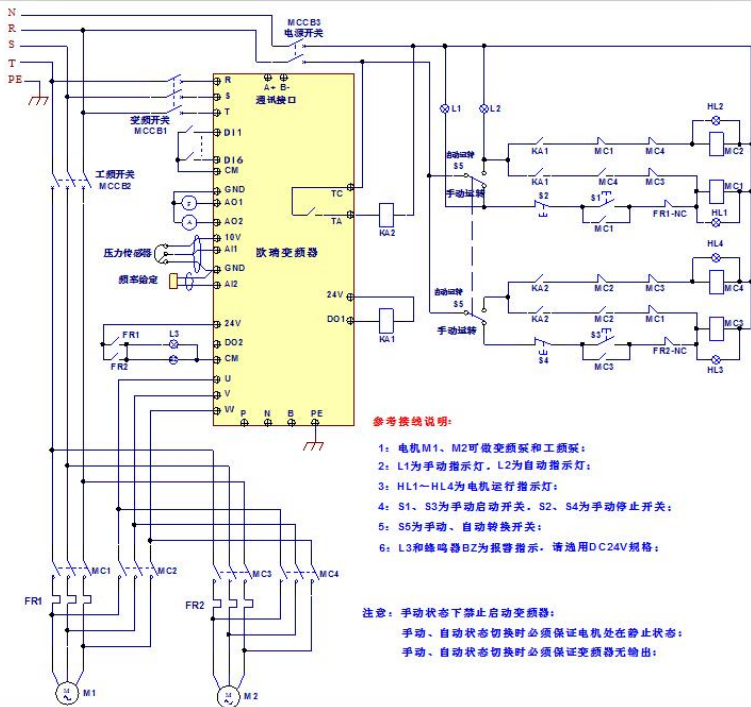 N
R
S
T
PE
MCCB3
电源开关
A+ B-
通讯接口
R
S
T
变频开关
MCCB1
工频开关
MCCB2
DI1
DI6
CM
GND
AO1
AO2
10V
AI1
GND
AI2
压力传感器
频率给定
欧瑞变频器
TC
TA
KA2
24V
DO1
KA1
24V
DO2
CM
FR1
FR2
L3
U
V
W
P N B PE
L1
L2
自动运转
S5
手动运转
KA1 MC1 MC4
HL2
MC2
KA1 MC4 MC3
MC1
S2
S1
MC1
FR1-NC
HL1
自动运转
S5
手动运转
KA2 MC2 MC3
HL4
MC4
KA2 MC2 MC1
MC3
S4
S3
MC3
FR2-NC
HL3
参考接线说明:
1: 电机M1、M2可做变频泵和工频泵;
2: L1为手动指示灯，L2为自动指示灯;
3: HL1~HL4为电机运行指示灯;
4: S1、S3为手动启动开关，S2、S4为手动停止开关;
5: S5为手动、自动转换开关;
6: L3和蜂鸣器BZ为报警指示，请选用DC24V规格;
注意: 手动状态下禁止启动变频器;
手动、自动状态切换时必须保证电机处在静止状态;
手动、自动状态切换时必须保证变频器无输出;
MC1
MC2
MC3
MC4
FR1
FR2
M
M1
M
M2